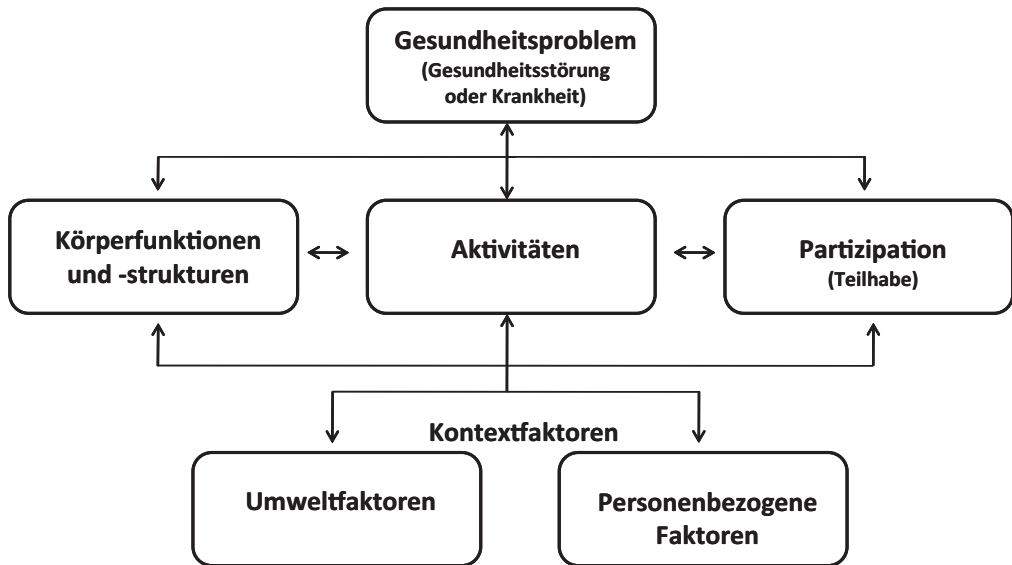 Gesundheitsproblem
(Gesundheitsstörung
oder Krankheit)
Körperfunktionen
und -strukturen
Aktivitäten
Partizipation
(Teilhabe)
Kontextfaktoren
Umweltfaktoren
Personenbezogene
Faktoren